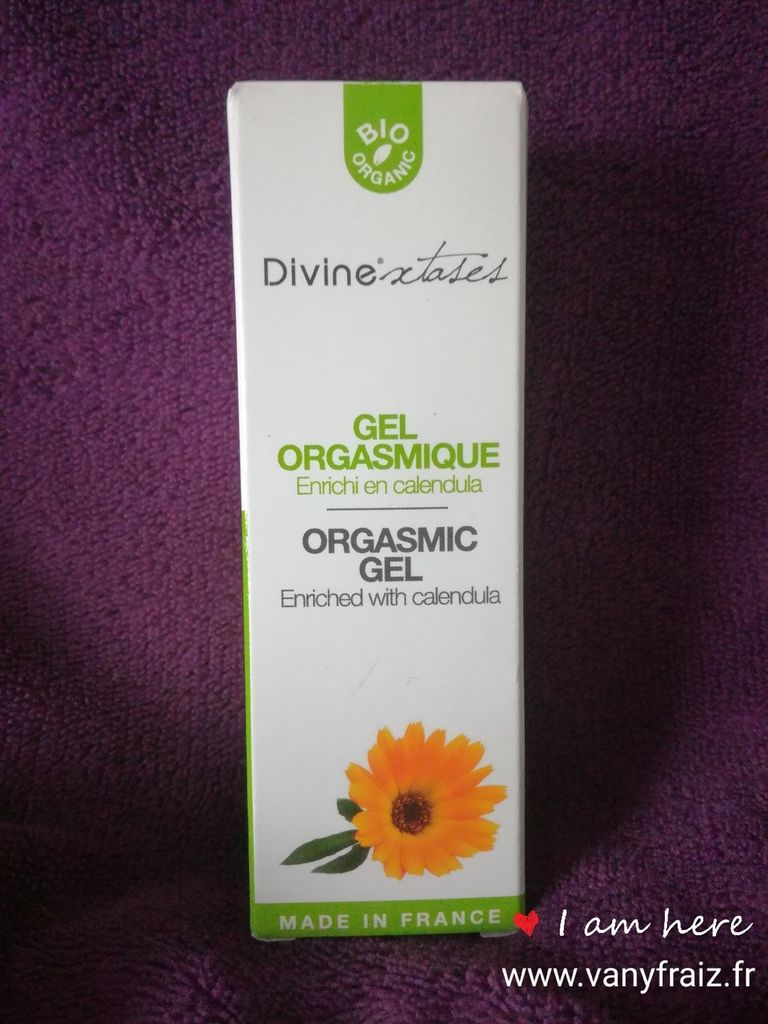 BIO
ORGANIC
Divine® xtases
GEL
ORGASMIQUE
Enrichi en calendula
ORGASMIC
GEL
Enriched with calendula
MADE IN FRANCE
I am here
www.vanyfraiz.fr